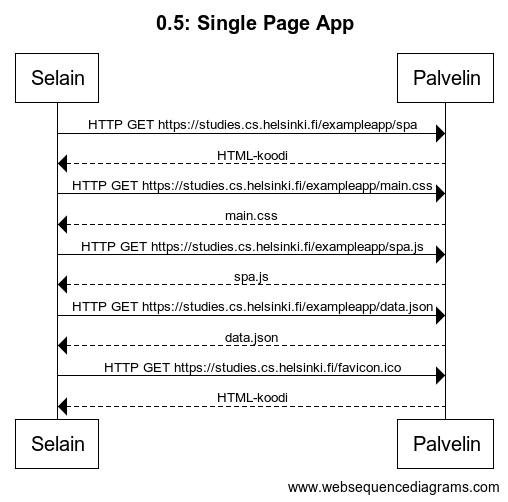 0.5: Single Page App
Selain
Palvelin
HTTP GET https://studies.cs.helsinki.fi/exampleapp/spa
HTML-koodi
HTTP GET https://studies.cs.helsinki.fi/exampleapp/main.css
main.css
HTTP GET https://studies.cs.helsinki.fi/exampleapp/spa.js
spa.js
HTTP GET https://studies.cs.helsinki.fi/exampleapp/data.json
data.json
HTTP GET https://studies.cs.helsinki.fi/favicon.ico
HTML-koodi
Selain
Palvelin
www.websequencediagrams.com